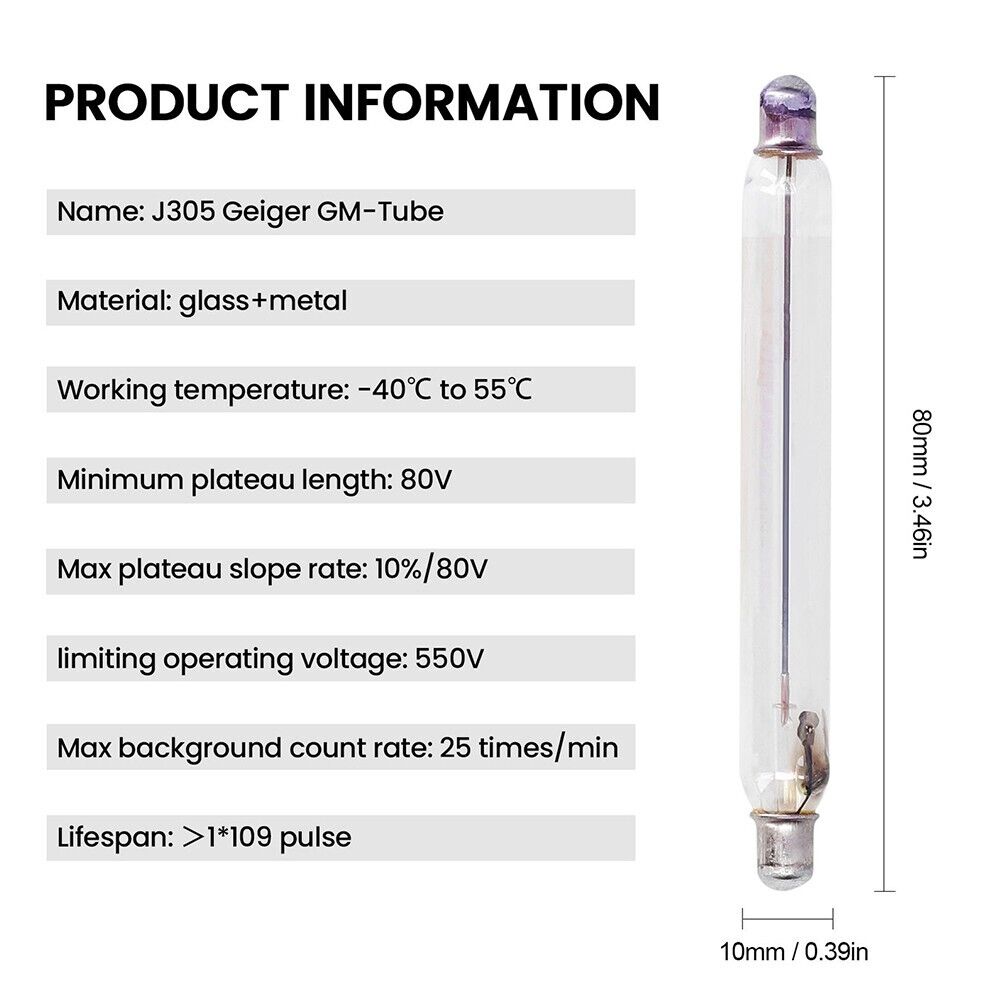 PRODUCT INFORMATION
Name: J305 Geiger GM-Tube
Material: glass+metal
Working temperature: -40℃ to 55℃
Minimum plateau length: 80V
Max plateau slope rate: 10%/80V
limiting operating voltage: 550V
Max background count rate: 25 times/min
Lifespan: >1*109 pulse
80mm / 3.46in
10mm / 0.39in